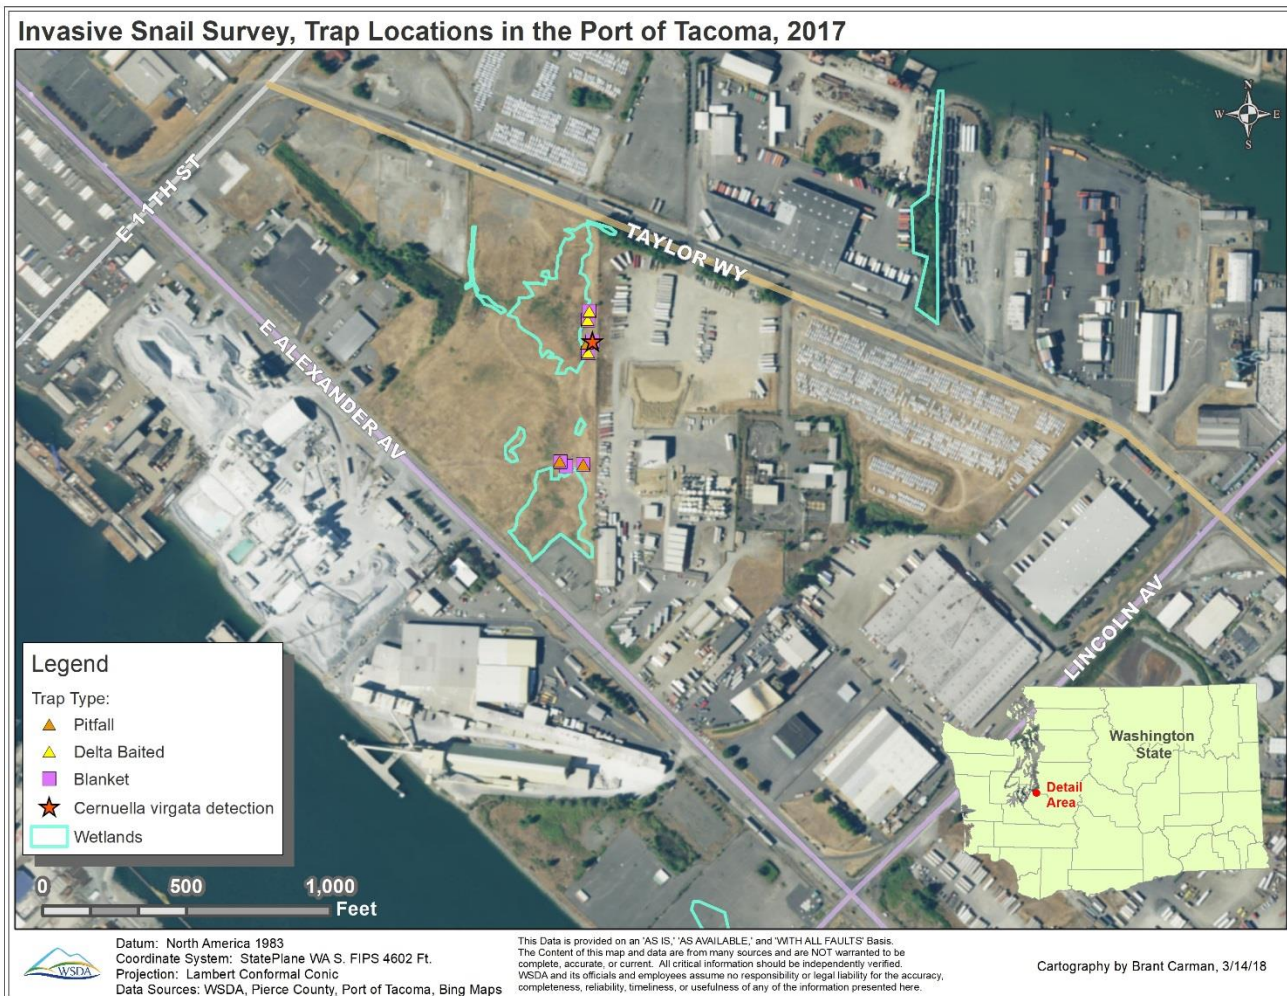 Invasive Snail Survey, Trap Locations in the Port of Tacoma, 2017
N
W E
S
E 11TH ST
TAYLOR WY
E ALEXANDER AV
LINCOLN AV
Legend
Trap Type:
Pitfall
Delta Baited
Blanket
Cernuella virgata detection
Wetlands
0 500 1,000
Feet
Washington
State
Detail
Area
WSDA
Datum: North America 1983
Coordinate System: StatePlane WA S. FIPS 4602 Ft.
Projection: Lambert Conformal Conic
Data Sources: WSDA, Pierce County, Port of Tacoma, Bing Maps
This Data is provided on an 'AS IS,' 'AS AVAILABLE,' and 'WITH ALL FAULTS' Basis.
The Content of this map and data are from many sources and are NOT warranted to be
complete, accurate, or current. All critical information should be independently verified.
WSDA and its officials and employees assume no responsibility or legal liability for the accuracy,
completeness, reliability, timeliness, or usefulness of any of the information presented here.
Cartography by Brant Carman, 3/14/18